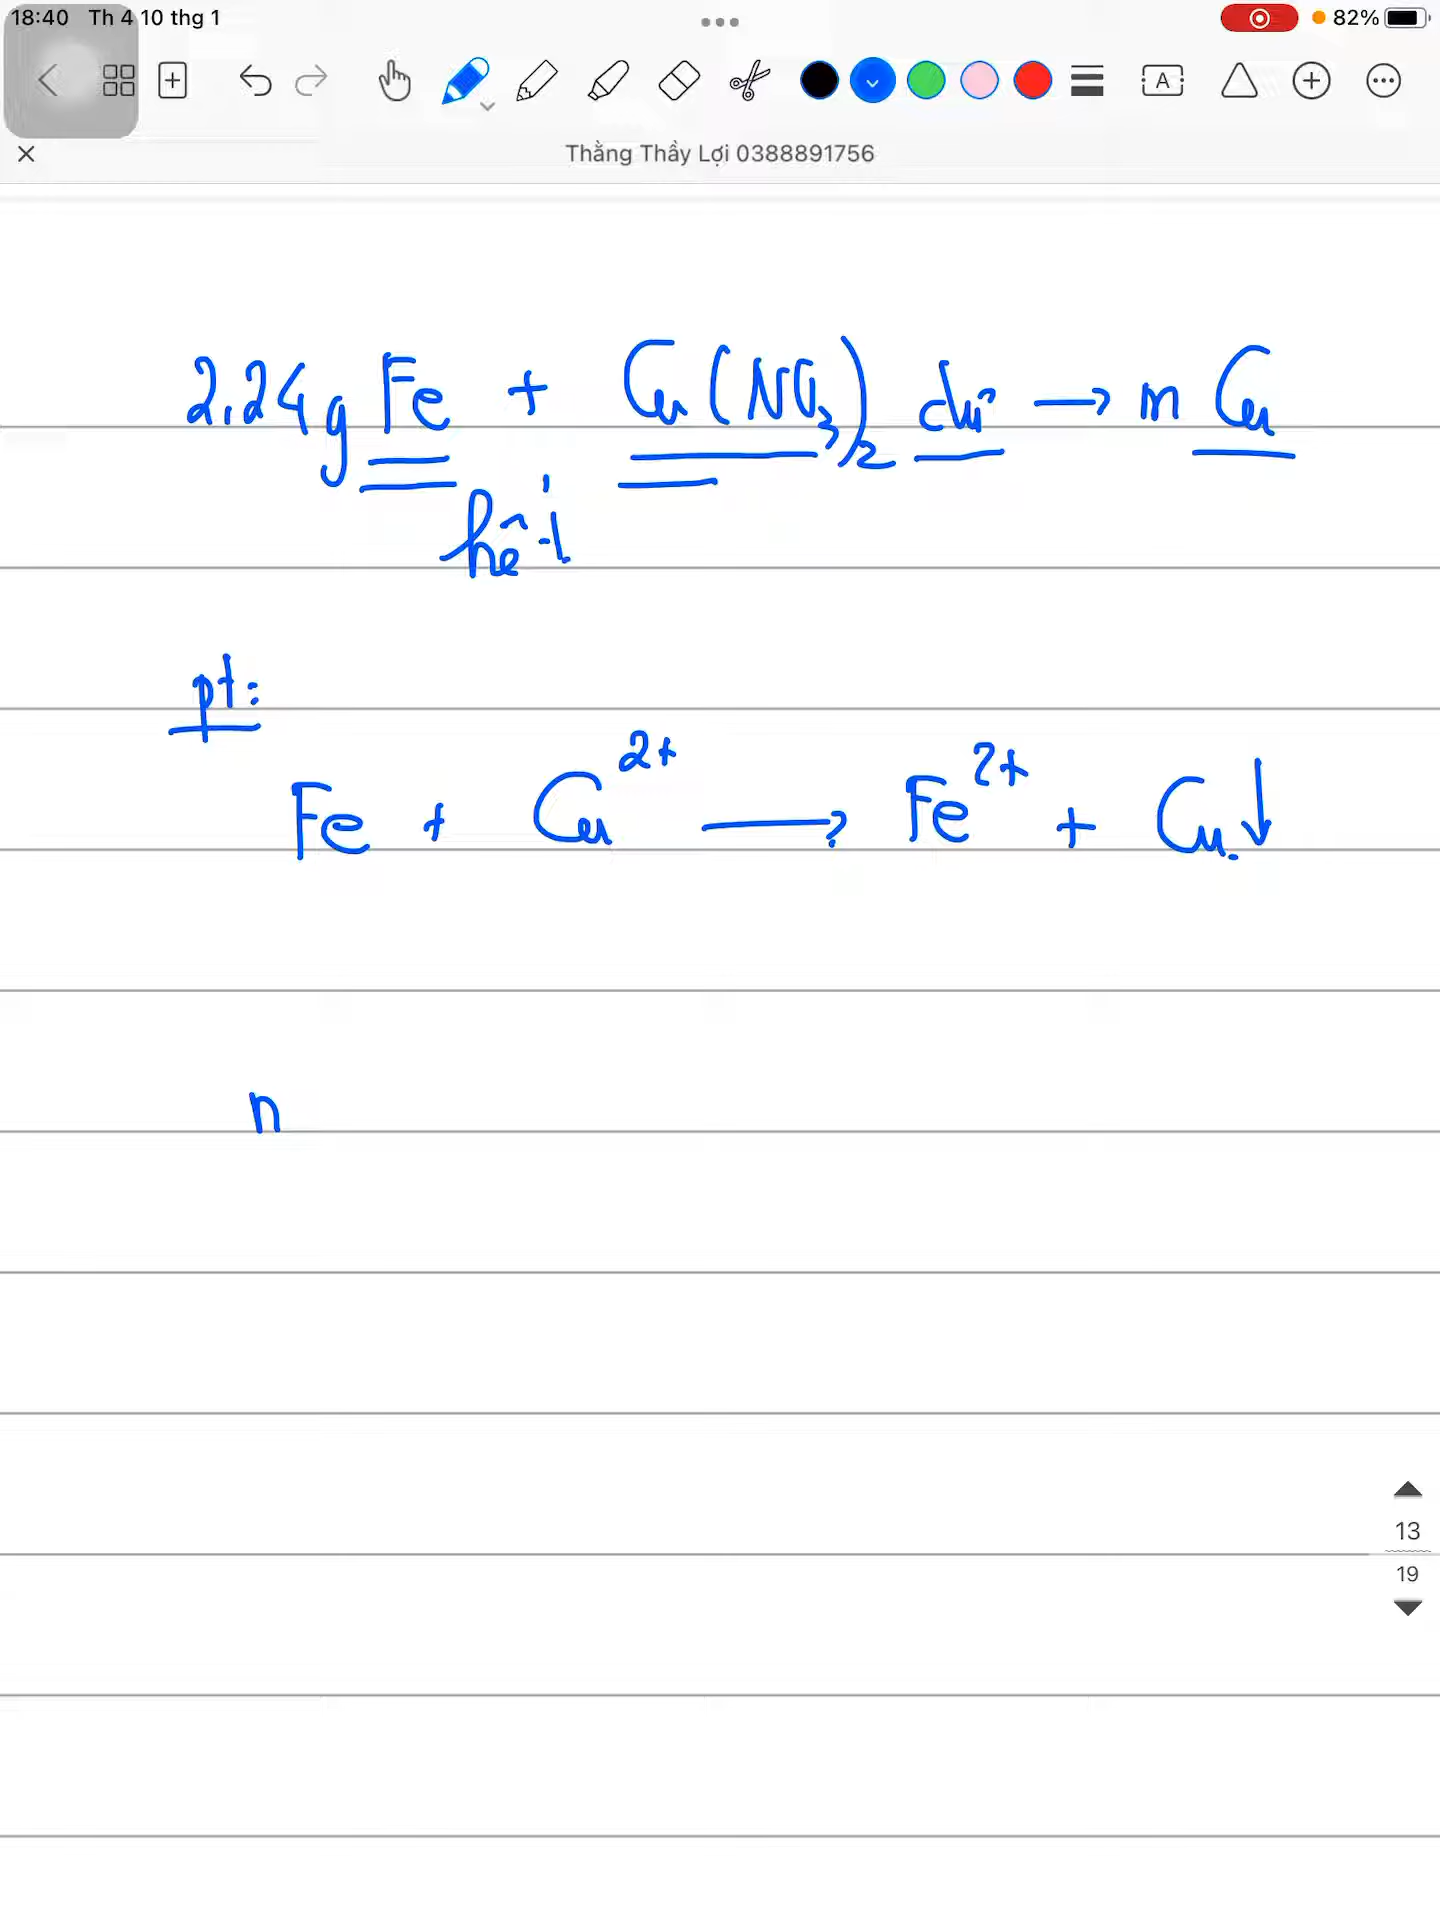 18:40 Th 4 10 thg 1
82%
A
Thắng Thầy Lợi 0388891756
2,24g Fe + Cu(NO₃)₂ dư → m Cu
hết
pt:
Fe + Cu²⁺ → Fe²⁺ + Cu↓
n
13
19